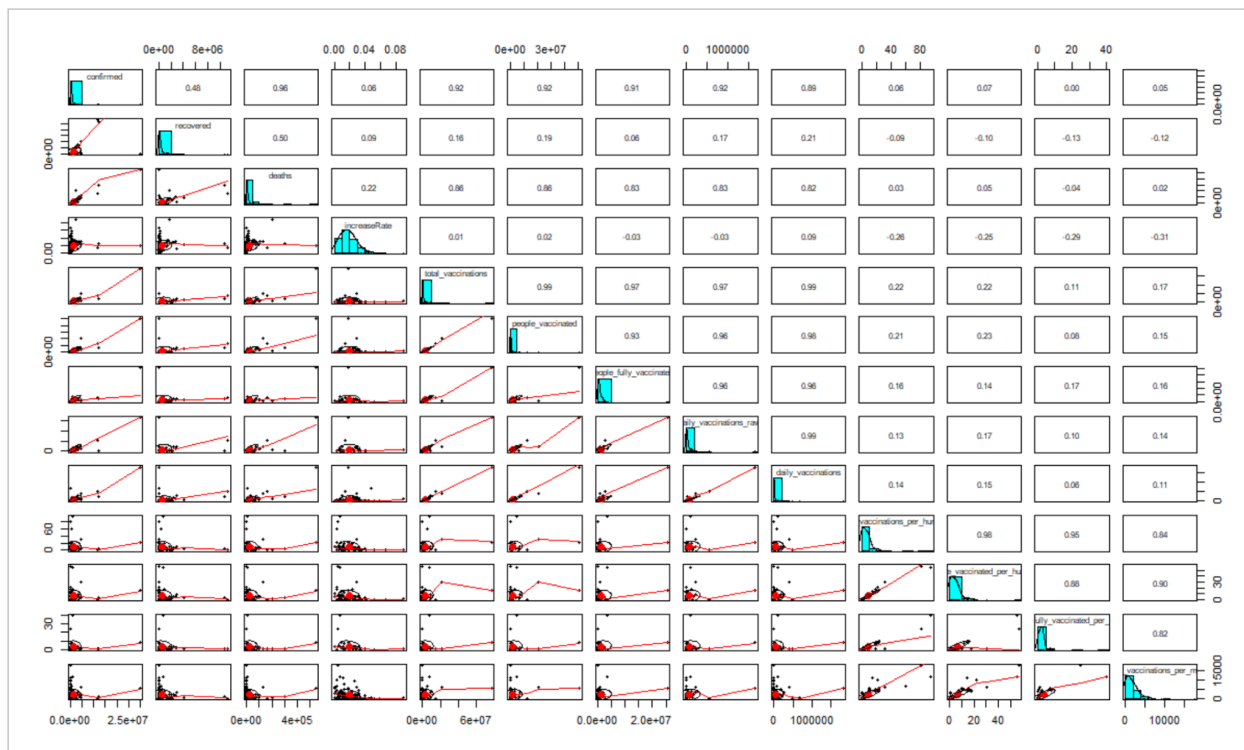 0e+00 8e+06 0.00 0.04 0.08 0e+00 3e+07 0 1000000 0 40 80 0 20 40
confirmed 0.48 0.96 0.06 0.92 0.92 0.91 0.92 0.89 0.06 0.07 0.00 0.05 0.0e+00
0e+00 recovered 0.50 0.09 0.16 0.19 0.06 0.17 0.21 -0.09 -0.10 -0.13 -0.12
deaths 0.22 0.86 0.86 0.83 0.83 0.82 0.03 0.05 -0.04 0.02 0e+00
0.00 increaseRate 0.01 0.02 -0.03 -0.03 0.09 -0.26 -0.25 -0.29 -0.31
total_vaccinations 0.99 0.97 0.97 0.99 0.22 0.22 0.11 0.17 0e+00
0e+00 people_vaccinated 0.93 0.96 0.98 0.21 0.23 0.08 0.15
eople_fully_vaccinate 0.96 0.96 0.16 0.14 0.17 0.16 0.0e+00
0 aily_vaccinations_rav 0.99 0.13 0.17 0.10 0.14
daily_vaccinations 0.14 0.15 0.06 0.11 0
0 60 vaccinations_per_hur 0.98 0.95 0.84
e_vaccinated_per_hu 0.88 0.90 0 30
0 30 ully_vaccinated_per_ 0.82
vaccinations_per_m 0 15000
0.0e+00 2.5e+07 0e+00 4e+05 0e+00 6e+07 0.0e+00 2.0e+07 0 1000000 0 20 40 0 10000